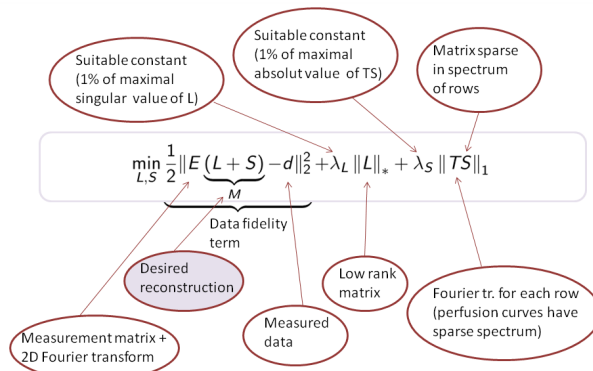 Suitable constant
(1% of maximal
singular value of L)
Suitable constant
(1% of maximal
absolut value of TS)
Matrix sparse
in spectrum
of rows
min_{L,S} 1/2 ‖E (L + S) −d‖₂² +λ_L ‖L‖_* + λ_S ‖TS‖₁
M
Data fidelity
term
Desired
reconstruction
Low rank
matrix
Fourier tr. for each row
(perfusion curves have
sparse spectrum)
Measured
data
Measurement matrix +
2D Fourier transform